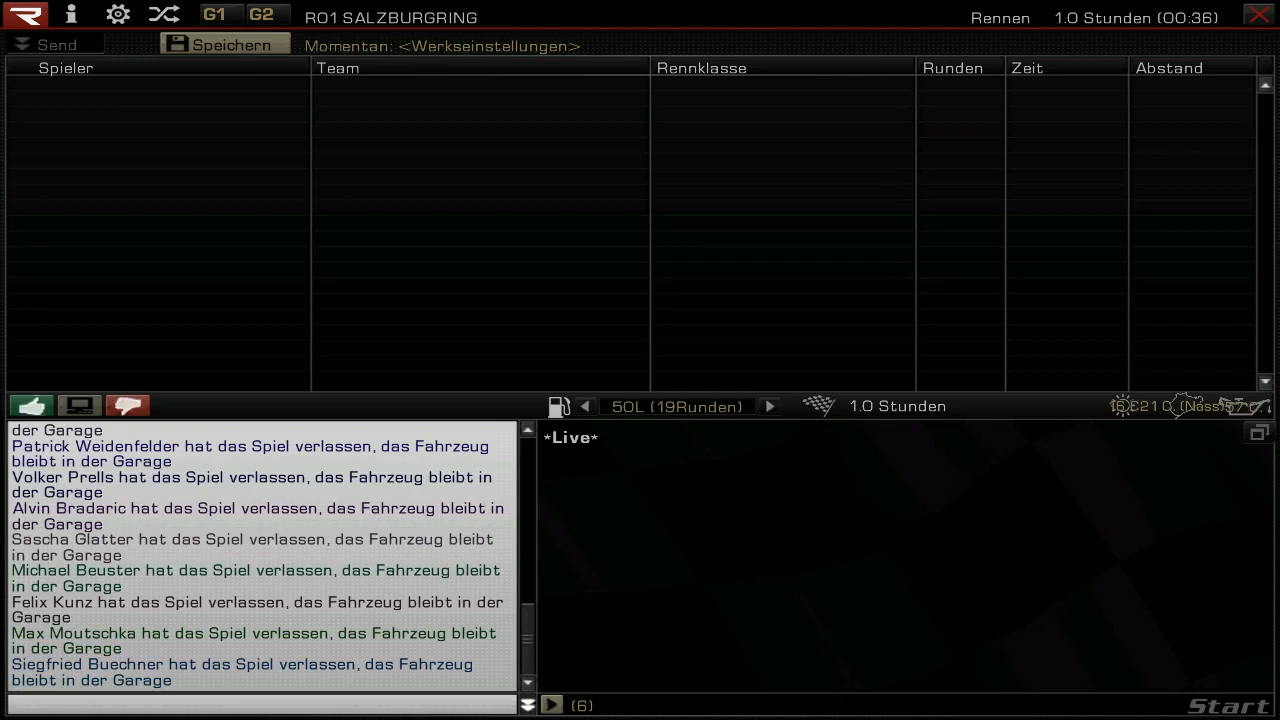 G1 G2 RO1 SALZBURGRING Rennen 1.0 Stunden (00:36)
Send Speichern Momentan: <Werkseinstellungen>
Spieler Team Rennklasse Runden Zeit Abstand
50L (19Runden) 1.0 Stunden
der Garage
Patrick Weidenfelder hat das Spiel verlassen, das Fahrzeug
bleibt in der Garage
Volker Prells hat das Spiel verlassen, das Fahrzeug bleibt in
der Garage
Alvin Bradaric hat das Spiel verlassen, das Fahrzeug bleibt in
der Garage
Sascha Glatter hat das Spiel verlassen, das Fahrzeug bleibt
in der Garage
Michael Beuster hat das Spiel verlassen, das Fahrzeug bleibt
in der Garage
Felix Kunz hat das Spiel verlassen, das Fahrzeug bleibt in der
Garage
Max Moutschka hat das Spiel verlassen, das Fahrzeug bleibt
in der Garage
Siegfried Buechner hat das Spiel verlassen, das Fahrzeug
bleibt in der Garage
*Live*
(6)
Start